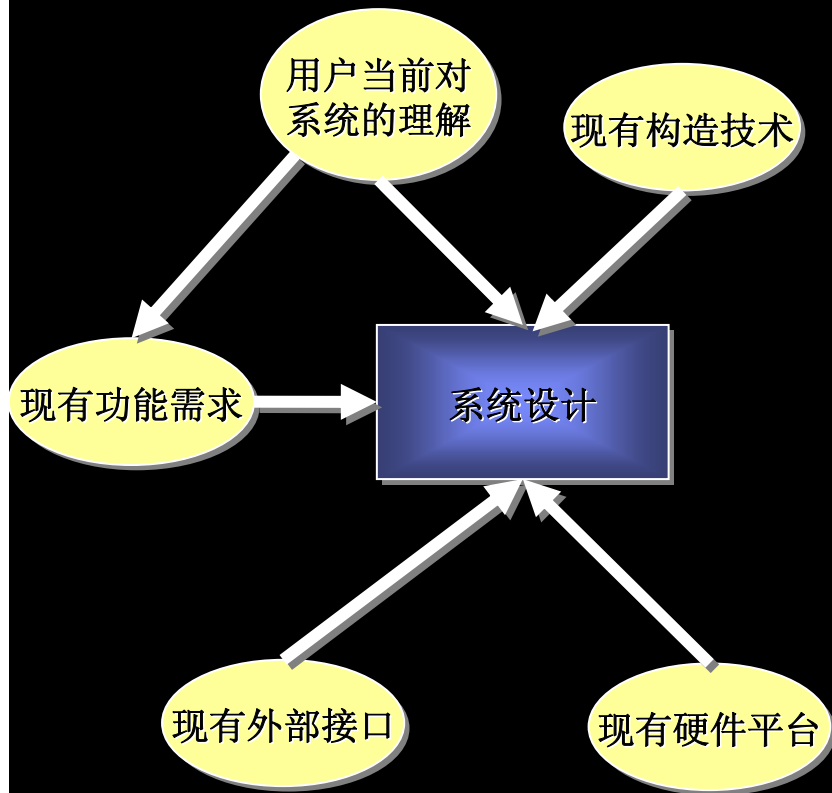 用户当前对
系统的理解
现有构造技术
现有功能需求
系统设计
现有外部接口
现有硬件平台